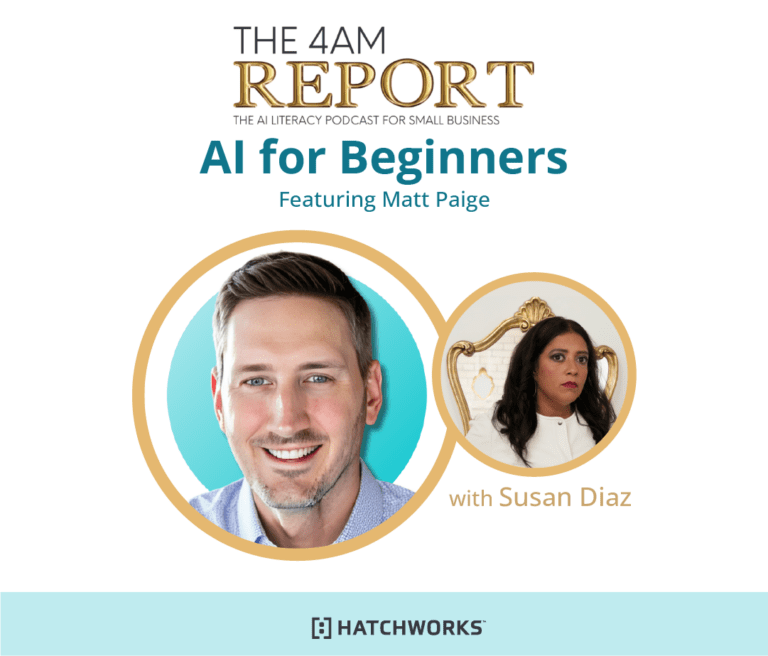 THE 4AM
REPORT
THE AI LITERACY PODCAST FOR SMALL BUSINESS
AI for Beginners
Featuring Matt Paige
with Susan Diaz
[:] HATCHWORKS™